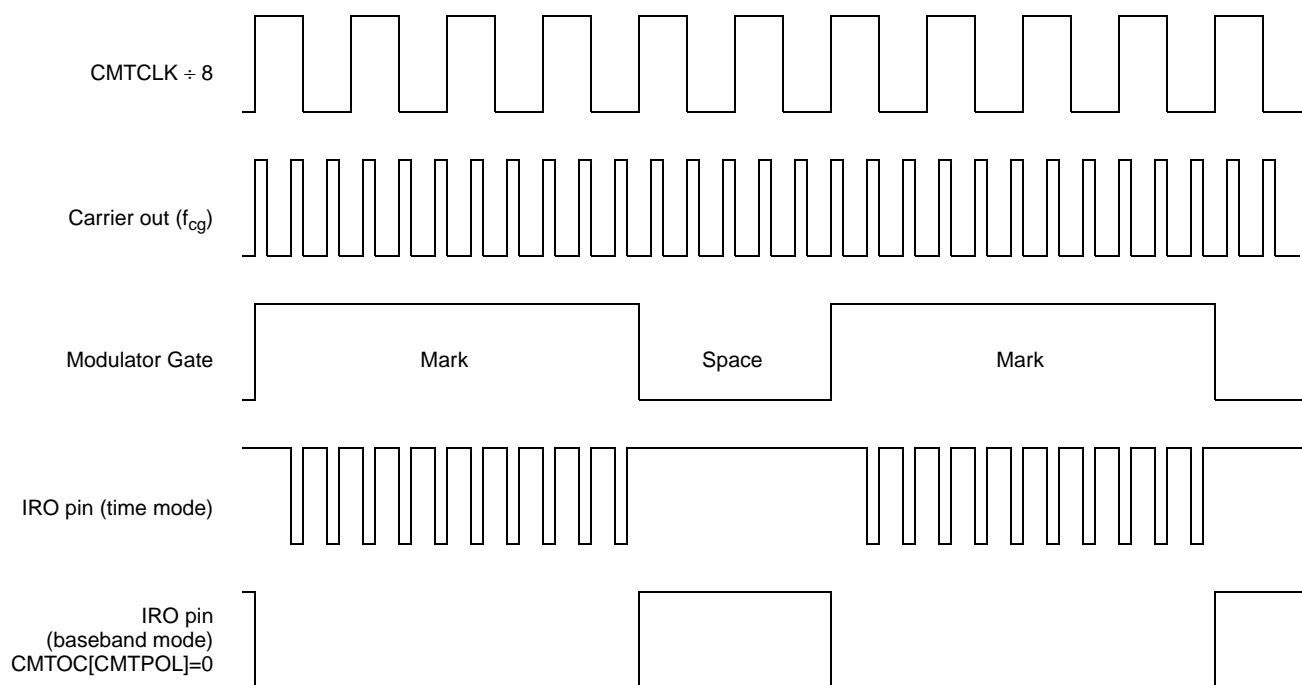 CMTCLK ÷ 8
Carrier out (fcg)
Modulator Gate
Mark
Space
Mark
IRO pin (time mode)
IRO pin
(baseband mode)
CMTOC[CMTPOL]=0